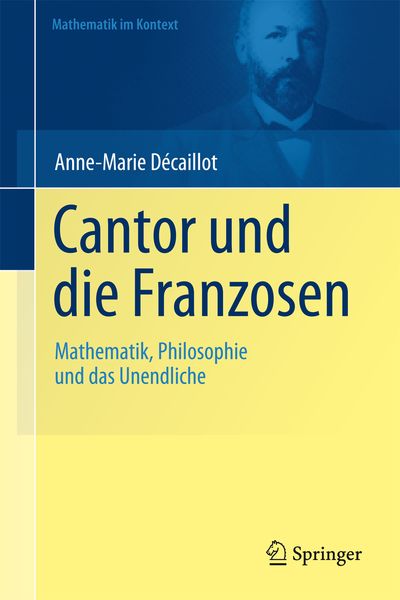 Mathematik im Kontext
Anne-Marie Décaillot
Cantor und
die Franzosen
Mathematik, Philosophie
und das Unendliche
Springer